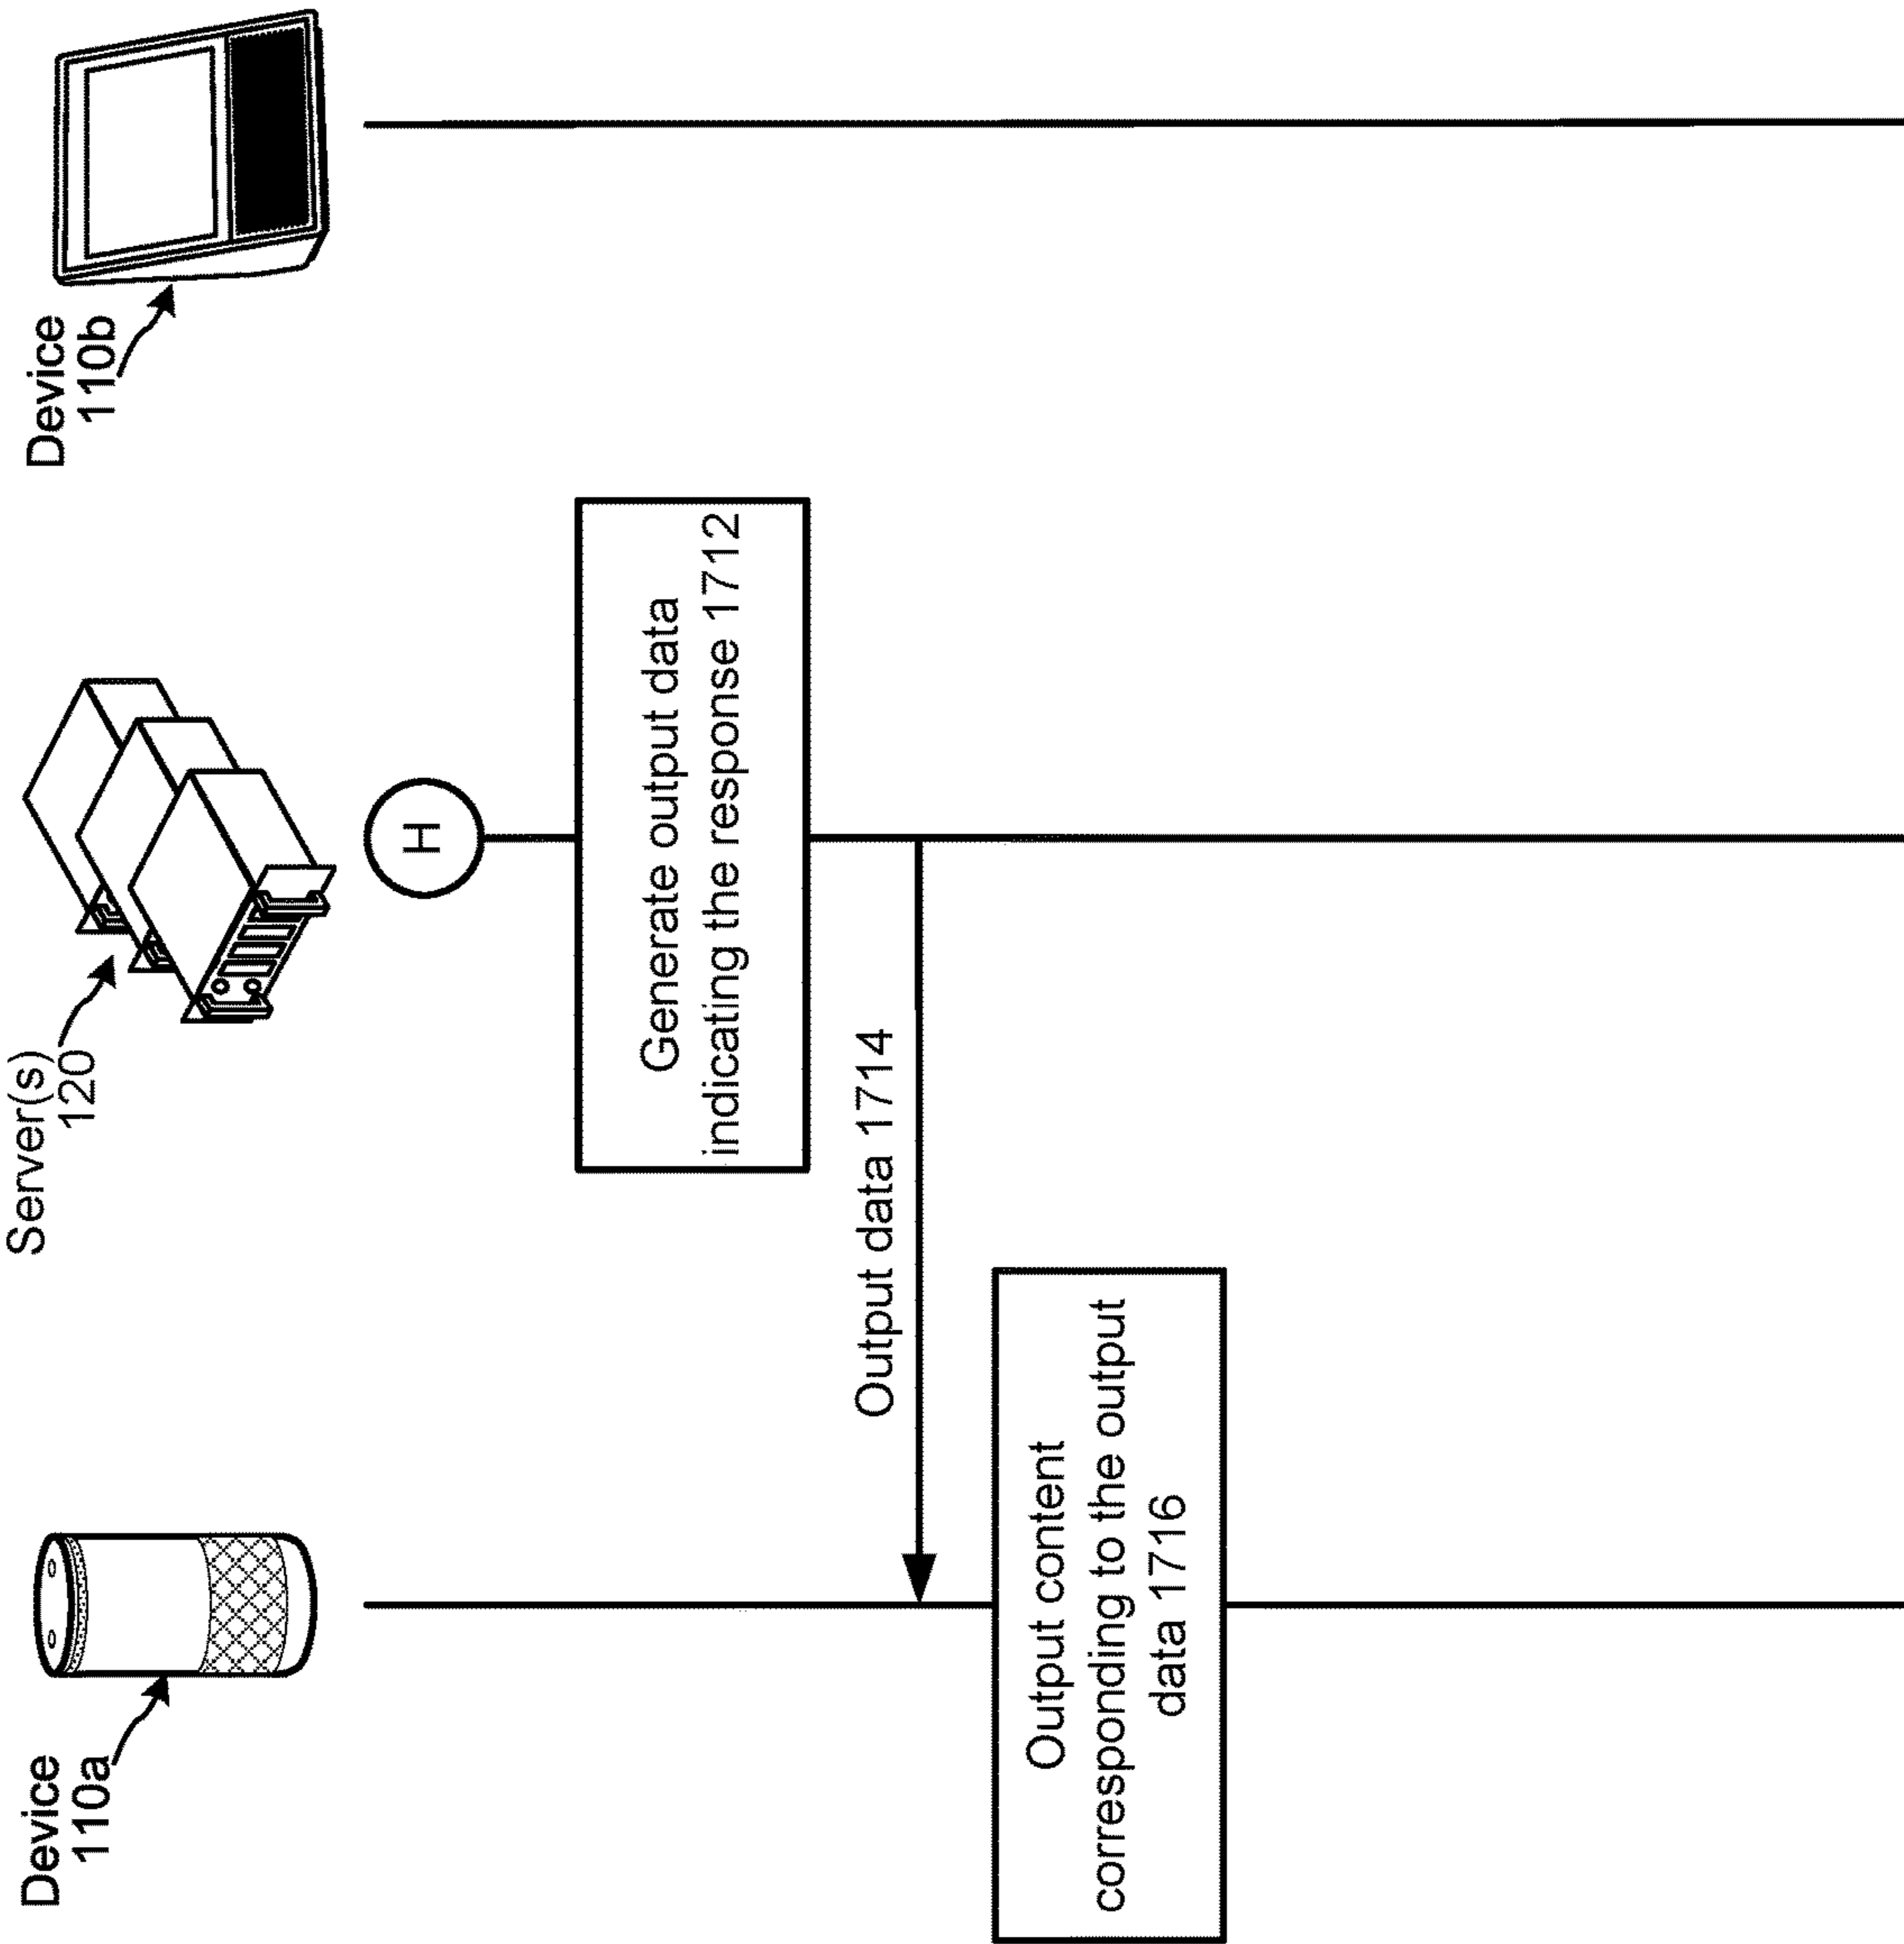 Device
110a
Server(s)
120
Device
110b
H
Generate output data
indicating the response 1712
Output data 1714
Output content
corresponding to the output
data 1716